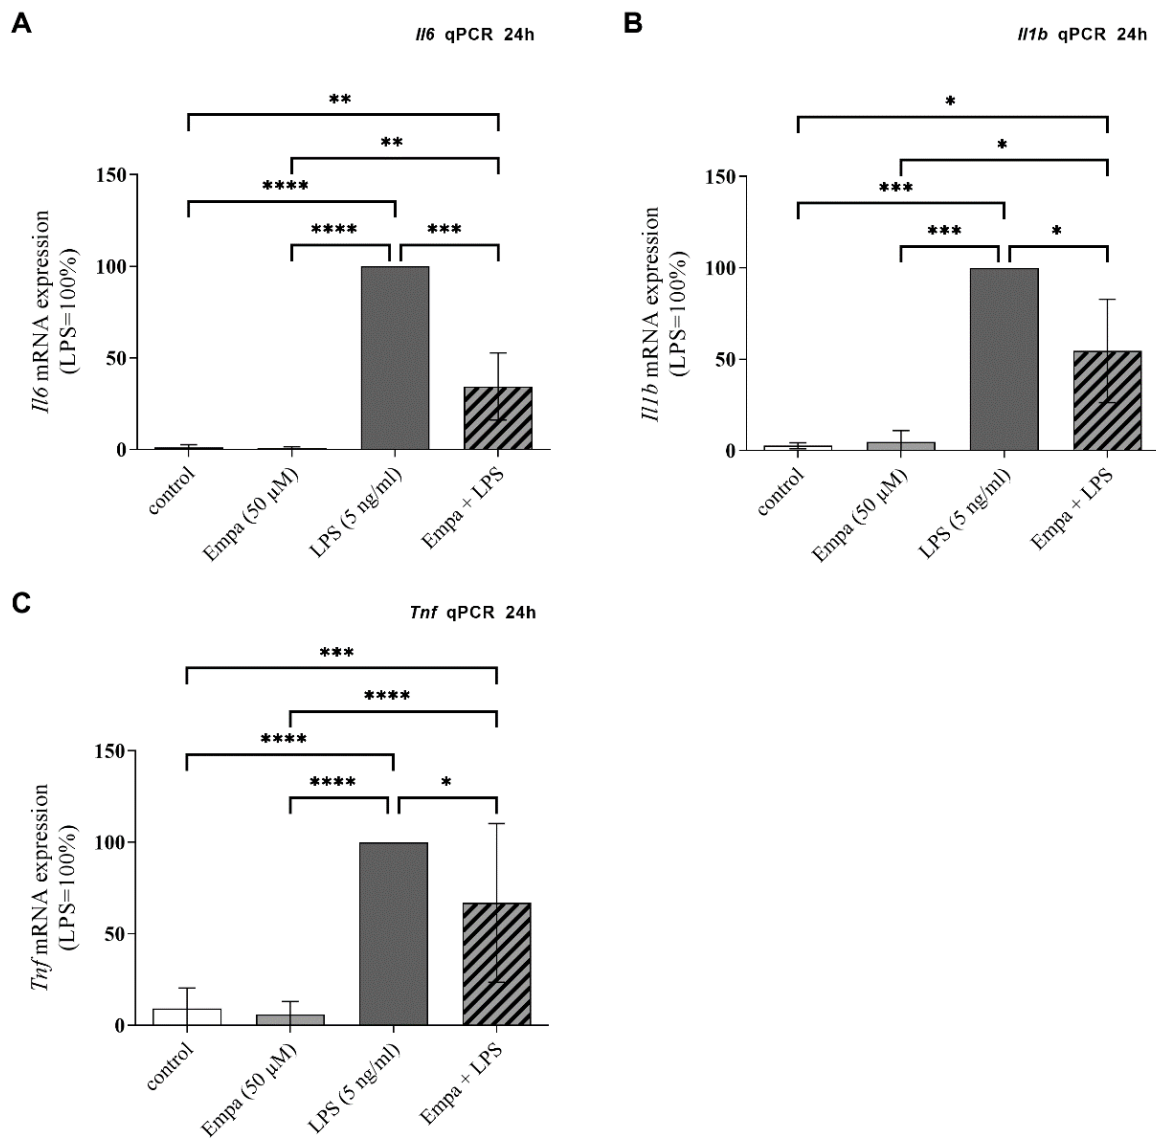 A
Il6 qPCR 24h
**
**
****
****
***
150
100
50
0
Il6 mRNA expression
(LPS=100%)
control
Empa (50 µM)
LPS (5 ng/ml)
Empa + LPS
B
Il1b qPCR 24h
*
*
***
***
*
150
100
50
0
Il1b mRNA expression
(LPS=100%)
control
Empa (50 µM)
LPS (5 ng/ml)
Empa + LPS
C
Tnf qPCR 24h
***
****
****
****
*
150
100
50
0
Tnf mRNA expression
(LPS=100%)
control
Empa (50 µM)
LPS (5 ng/ml)
Empa + LPS